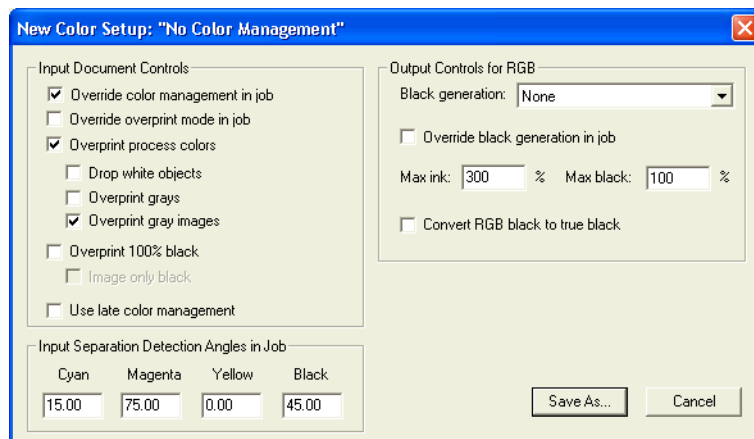 New Color Setup: "No Color Management"
Input Document Controls
Override color management in job
Override overprint mode in job
Overprint process colors
Drop white objects
Overprint grays
Overprint gray images
Overprint 100% black
Image only black
Use late color management
Input Separation Detection Angles in Job
Cyan Magenta Yellow Black
15.00 75.00 0.00 45.00
Output Controls for RGB
Black generation: None
Override black generation in job
Max ink: 300 % Max black: 100 %
Convert RGB black to true black
Save As... Cancel